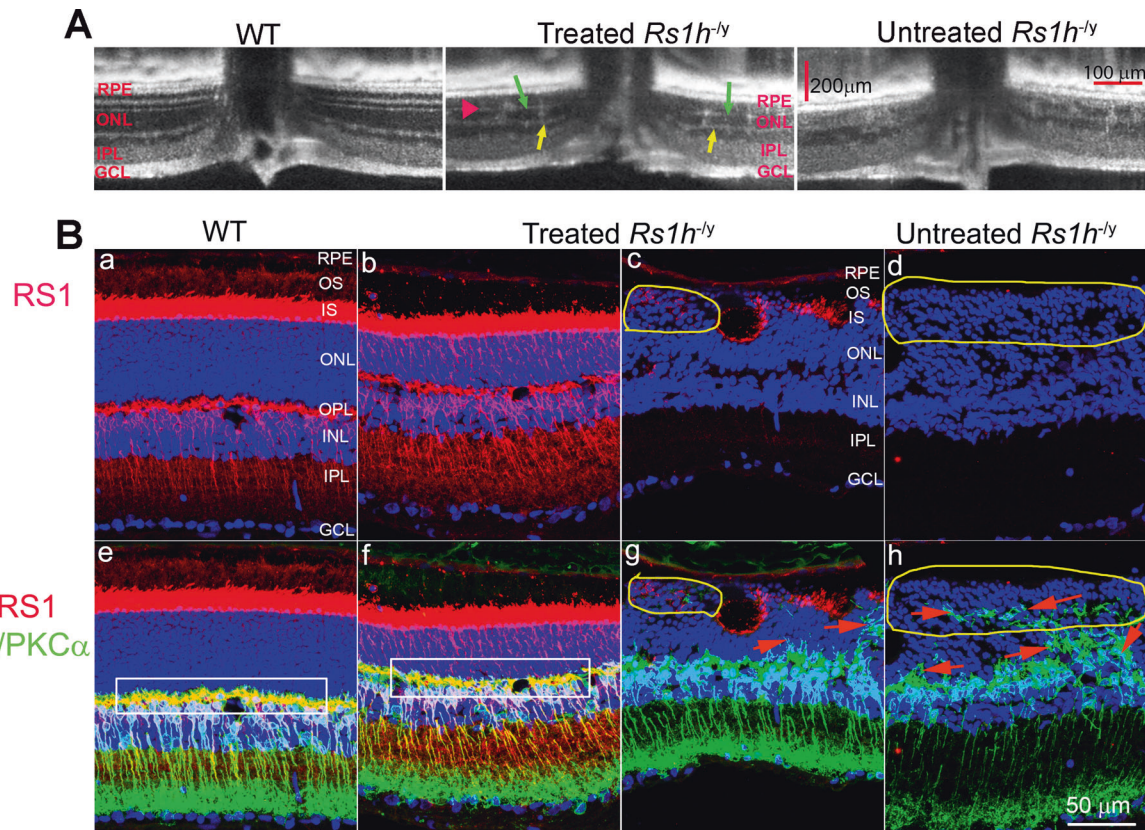 A
WT
Treated Rs1h-/y
Untreated Rs1h-/y
RPE
ONL
IPL
GCL
RPE
ONL
IPL
GCL
200μm
100 μm
B
WT
Treated Rs1h-/y
Untreated Rs1h-/y
RS1
a
RPE
OS
IS
ONL
OPL
INL
IPL
GCL
b
c
RPE
OS
IS
ONL
INL
IPL
GCL
d
RS1
/PKCα
e
f
g
h
50 μm